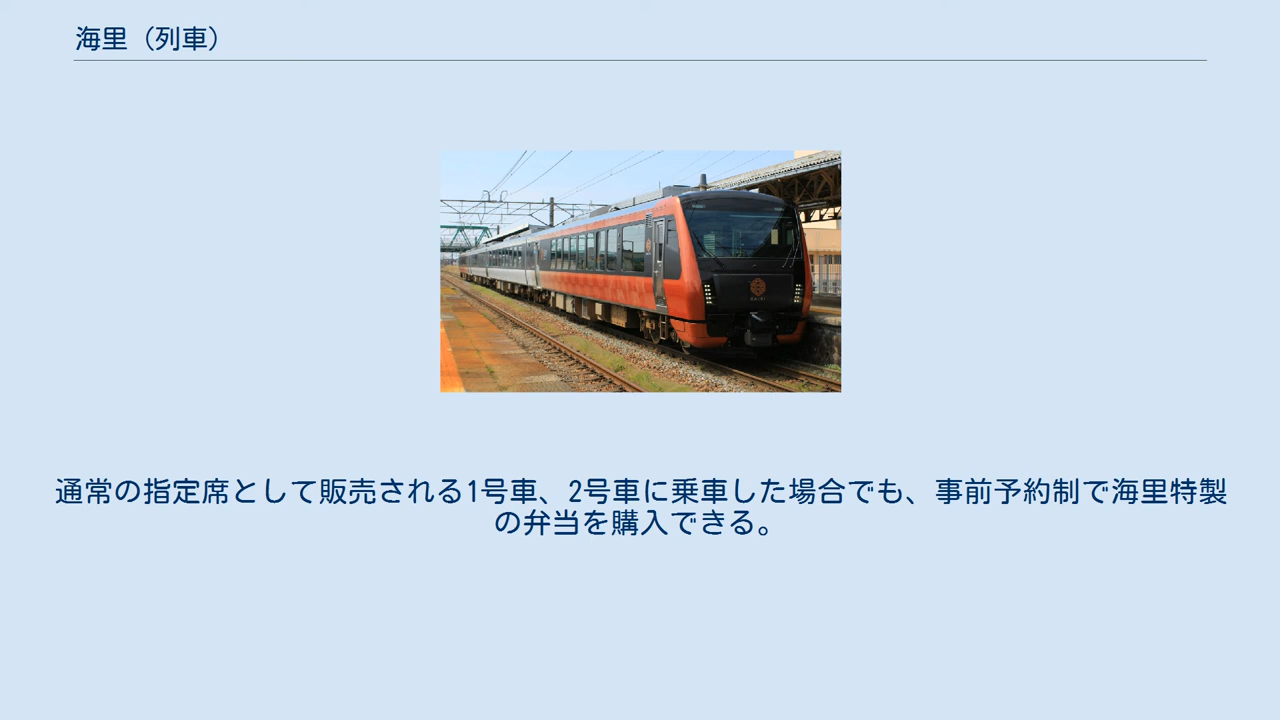 海里（列車）
通常の指定席として販売される1号車、2号車に乗車した場合でも、事前予約制で海里特製
の弁当を購入できる。